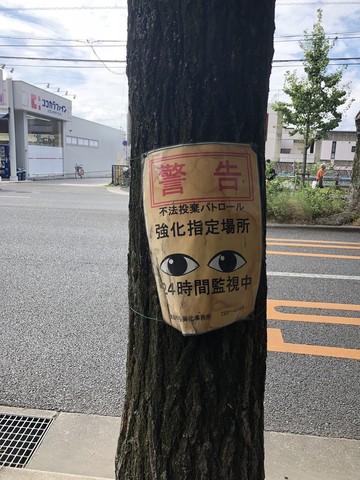 ココカラファイン
警告
不法投棄パトロール
強化指定場所
24時間監視中